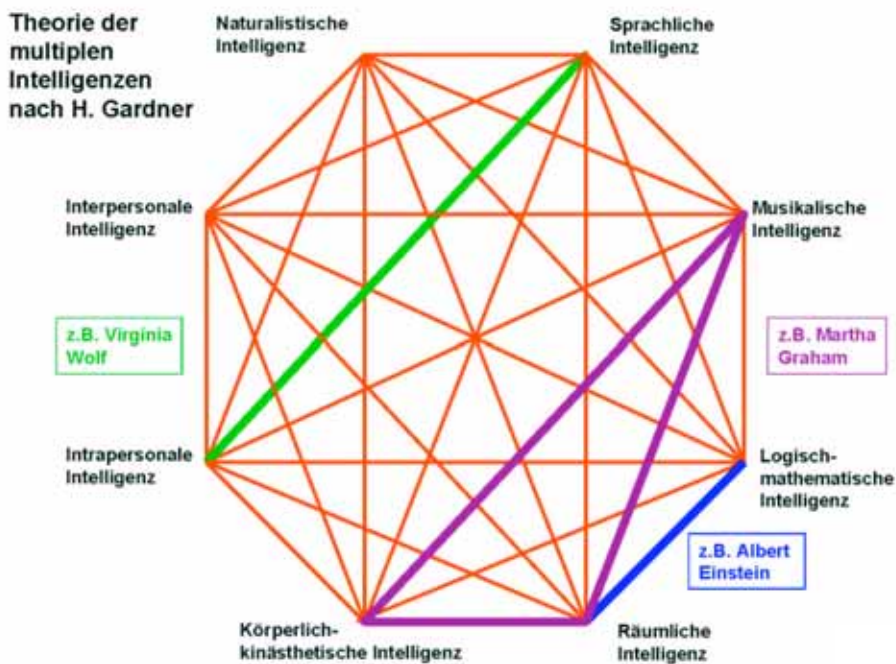 Theorie der
multiplen
Intelligenzen
nach H. Gardner
Naturalistische
Intelligenz
Sprachliche
Intelligenz
Interpersonale
Intelligenz
Musikalische
Intelligenz
z.B. Virginia
Wolf
z.B. Martha
Graham
Intrapersonale
Intelligenz
Logisch-
mathematische
Intelligenz
z.B. Albert
Einstein
Körperlich-
kinästhetische Intelligenz
Räumliche
Intelligenz